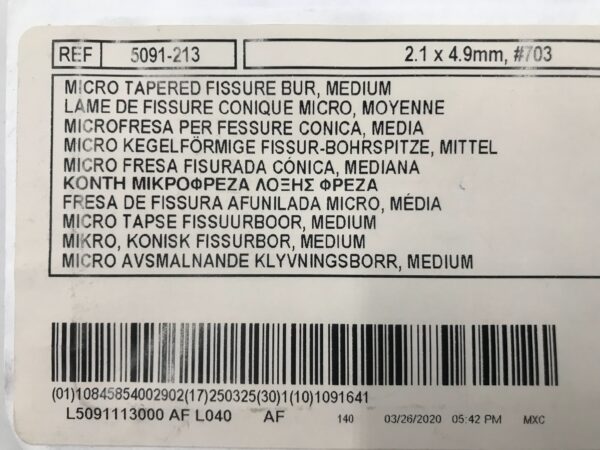 REF 5091-213 2.1 x 4.9mm, #703
MICRO TAPERED FISSURE BUR, MEDIUM
LAME DE FISSURE CONIQUE MICRO, MOYENNE
MICROFRESA PER FESSURE CONICA, MEDIA
MICRO KEGELFÖRMIGE FISSUR-BOHRSPITZE, MITTEL
MICRO FRESA FISURADA CÓNICA, MEDIANA
ΚΟΝΤΗ ΜΙΚΡΟΦΡΕΖΑ ΛΟΞΗΣ ΦΡΕΖΑ
FRESA DE FISSURA AFUNILADA MICRO, MÉDIA
MICRO TAPSE FISSUURBOOR, MEDIUM
MIKRO, KONISK FISSURBOR, MEDIUM
MICRO AVSMALNANDE KLYVNINGSBORR, MEDIUM
(01)10845854002902(17)250325(30)1(10)1091641
L5091113000 AF L040 AF 140 03/26/2020 05:42 PM MXC